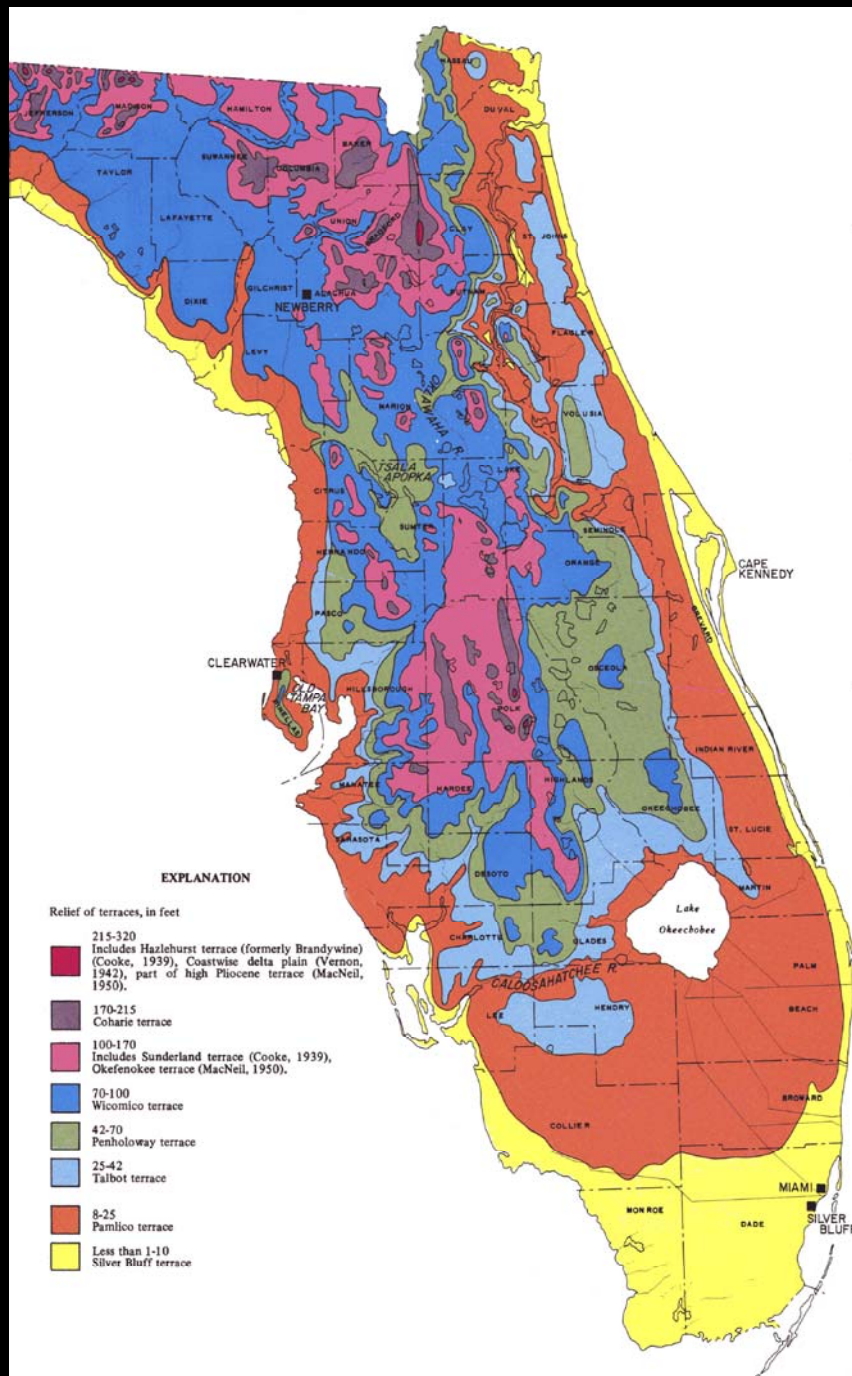 NASSAU
DUVAL
HAMILTON
MADISON
JEFFERSON
BAKER
SUWANNEE
COLUMBIA
TAYLOR
LAFAYETTE
UNION
BRADFORD
CLAY
ST. JOHNS
GILCHRIST
ALACHUA
NEWBERRY
PUTNAM
DIXIE
FLAGLER
LEVY
OKLAWAHA R
MARION
VOLUSIA
TSALA
APOPKA
LAKE
CITRUS
SUMTER
SEMINOLE
HERNANDO
ORANGE
CAPE
KENNEDY
PASCO
BREVARD
CLEARWATER
OSCEOLA
OLD
TAMPA
BAY
HILLSBOROUGH
PINELLAS
POLK
INDIAN RIVER
MANATEE
HARDEE
HIGHLANDS
OKEECHOBEE
ST. LUCIE
SARASOTA
DESOTO
MARTIN
Lake
Okeechobee
CHARLOTTE
GLADES
CALOOSAHATCHEE R
PALM
BEACH
LEE
HENDRY
BROWARD
COLLIER
MIAMI
SILVER
BLUFF
MONROE
DADE
EXPLANATION
Relief of terraces, in feet
215-320
Includes Hazlehurst terrace (formerly Brandywine)
(Cooke, 1939), Coastwise delta plain (Vernon,
1942), part of high Pliocene terrace (MacNeil,
1950).
170-215
Coharie terrace
100-170
Includes Sunderland terrace (Cooke, 1939),
Okefenokee terrace (MacNeil, 1950).
70-100
Wicomico terrace
42-70
Penholoway terrace
25-42
Talbot terrace
8-25
Pamlico terrace
Less than 1-10
Silver Bluff terrace